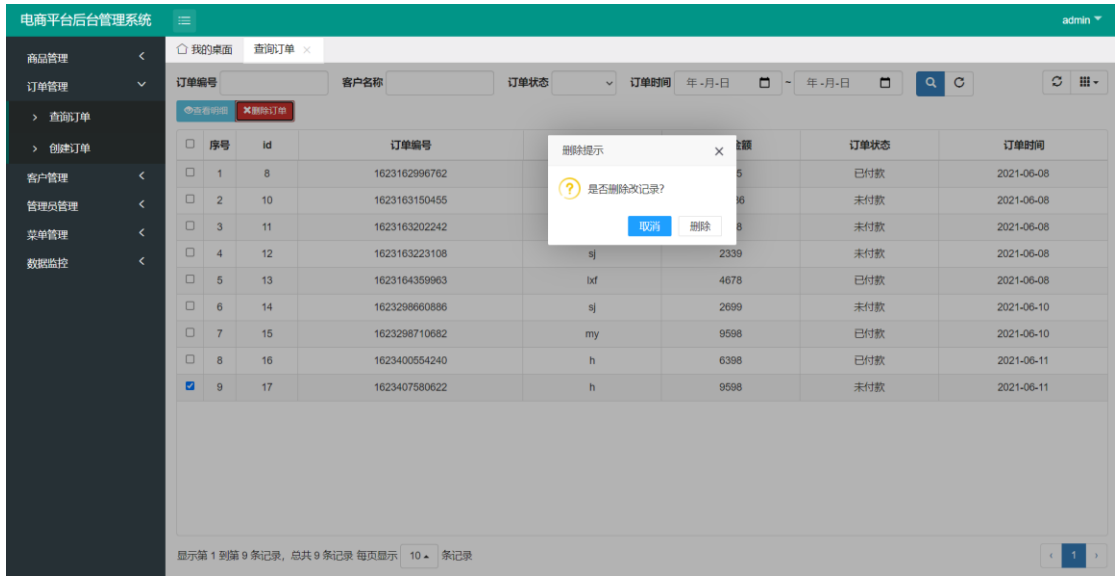 电商平台后台管理系统 admin
商品管理
订单管理
查询订单
创建订单
客户管理
管理员管理
菜单管理
数据监控
我的桌面 查询订单 ×
订单编号 客户名称 订单状态 订单时间 年-月-日 ~ 年-月-日
查看明细 删除订单
序号 id 订单编号 金额 订单状态 订单时间
1 8 1623162996762 已付款 2021-06-08
2 10 1623163150455 未付款 2021-06-08
3 11 1623163202242 未付款 2021-06-08
4 12 1623163223108 sj 2339 未付款 2021-06-08
5 13 1623164359963 lxf 4678 已付款 2021-06-08
6 14 1623298660886 sj 2699 未付款 2021-06-10
7 15 1623298710682 my 9598 已付款 2021-06-10
8 16 1623400554240 h 6398 已付款 2021-06-11
9 17 1623407580622 h 9598 未付款 2021-06-11
删除提示 ×
是否删除改记录?
取消 删除
显示第 1 到第 9 条记录，总共 9 条记录 每页显示 10 条记录
‹ 1 ›